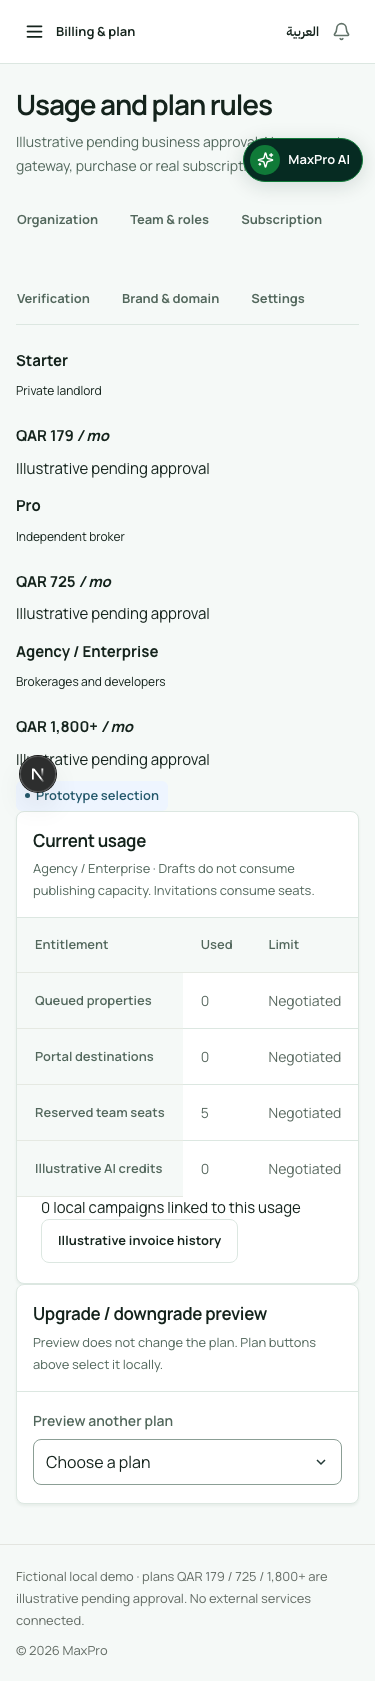 Billing & plan
العربية
Usage and plan rules
Illustrative pending business approval.
gateway, purchase or real
MaxPro AI
Organization Team & roles Subscription
Verification Brand & domain Settings
Starter
Private landlord
QAR 179 / mo
Illustrative pending approval
Pro
Independent broker
QAR 725 / mo
Illustrative pending approval
Agency / Enterprise
Brokerages and developers
QAR 1,800+ / mo
Illustrative pending approval
N
Prototype selection
Current usage
Agency / Enterprise · Drafts do not consume
publishing capacity. Invitations consume seats.
Entitlement Used Limit
Queued properties 0 Negotiated
Portal destinations 0 Negotiated
Reserved team seats 5 Negotiated
Illustrative AI credits 0 Negotiated
0 local campaigns linked to this usage
Illustrative invoice history
Upgrade / downgrade preview
Preview does not change the plan. Plan buttons
above select it locally.
Preview another plan
Choose a plan
Fictional local demo · plans QAR 179 / 725 / 1,800+ are
illustrative pending approval. No external services
connected.
© 2026 MaxPro